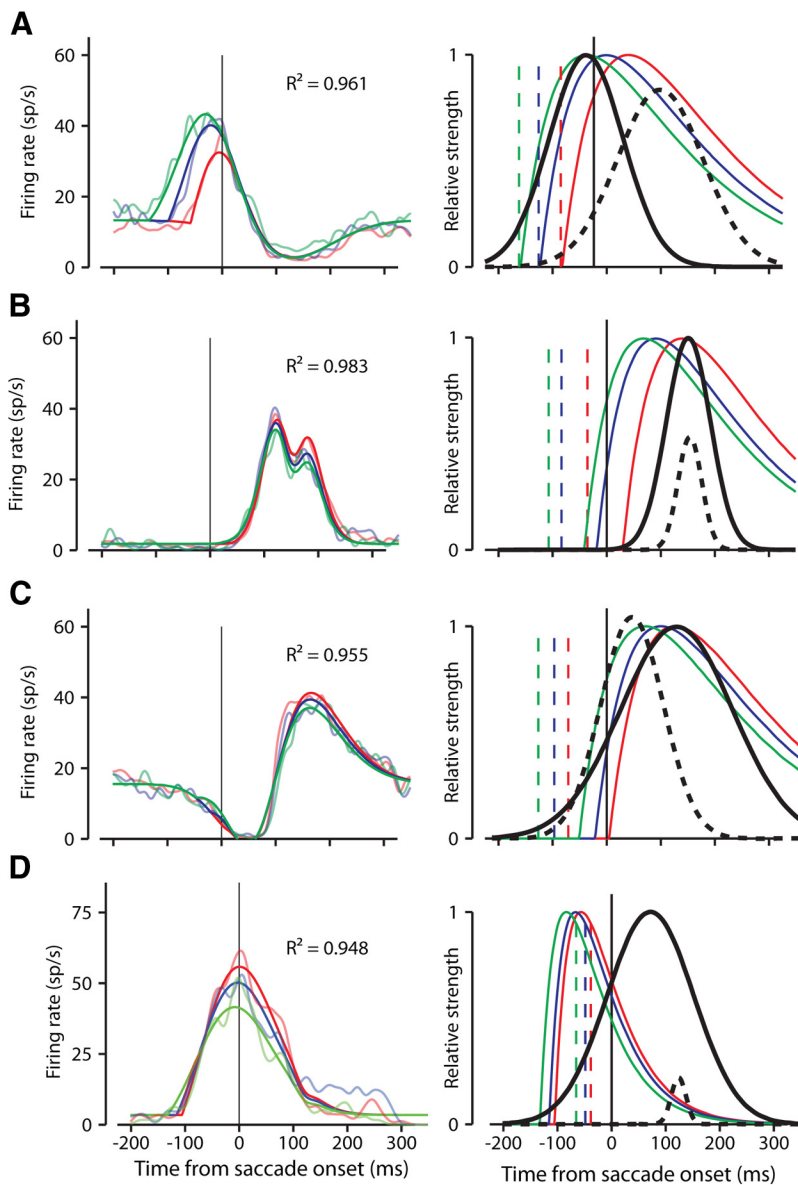 A
60
40
20
0
Firing rate (sp/s)
R² = 0.961
1
0
Relative strength
B
60
40
20
0
Firing rate (sp/s)
R² = 0.983
1
0
Relative strength
C
60
40
20
0
Firing rate (sp/s)
R² = 0.955
1
0
Relative strength
D
75
50
25
0
Firing rate (sp/s)
R² = 0.948
-200 -100 0 100 200 300
Time from saccade onset (ms)
1
0
Relative strength
-200 -100 0 100 200 300
Time from saccade onset (ms)